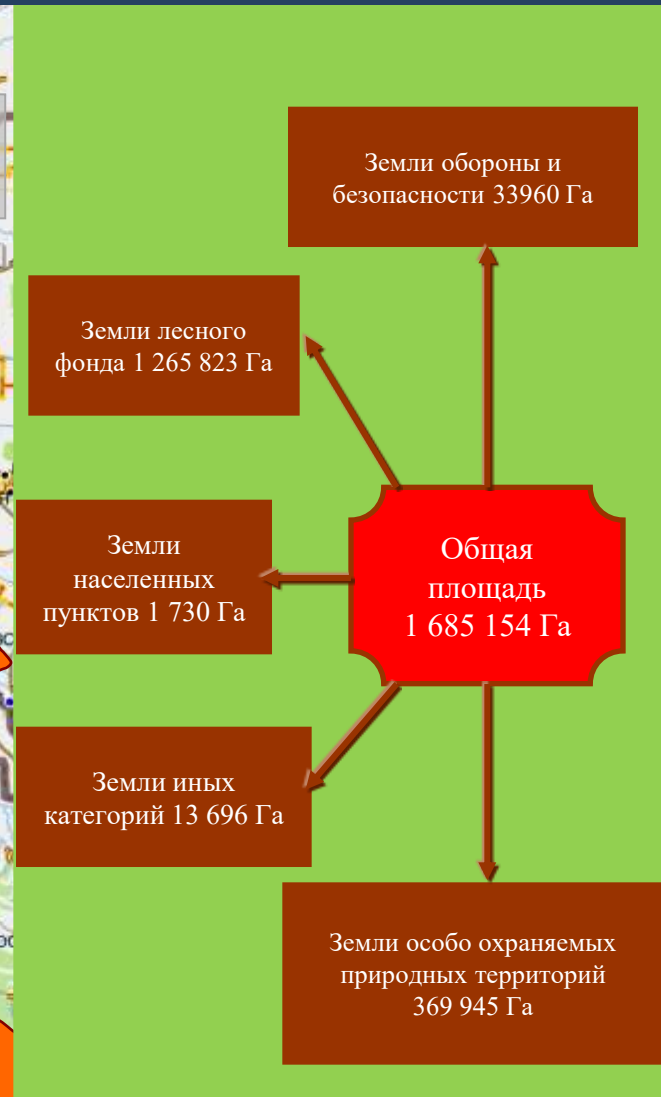 Земли обороны и
безопасности 33960 Га
Земли лесного
фонда 1 265 823 Га
Земли
населенных
пунктов 1 730 Га
Общая
площадь
1 685 154 Га
Земли иных
категорий 13 696 Га
Земли особо охраняемых
природных территорий
369 945 Га